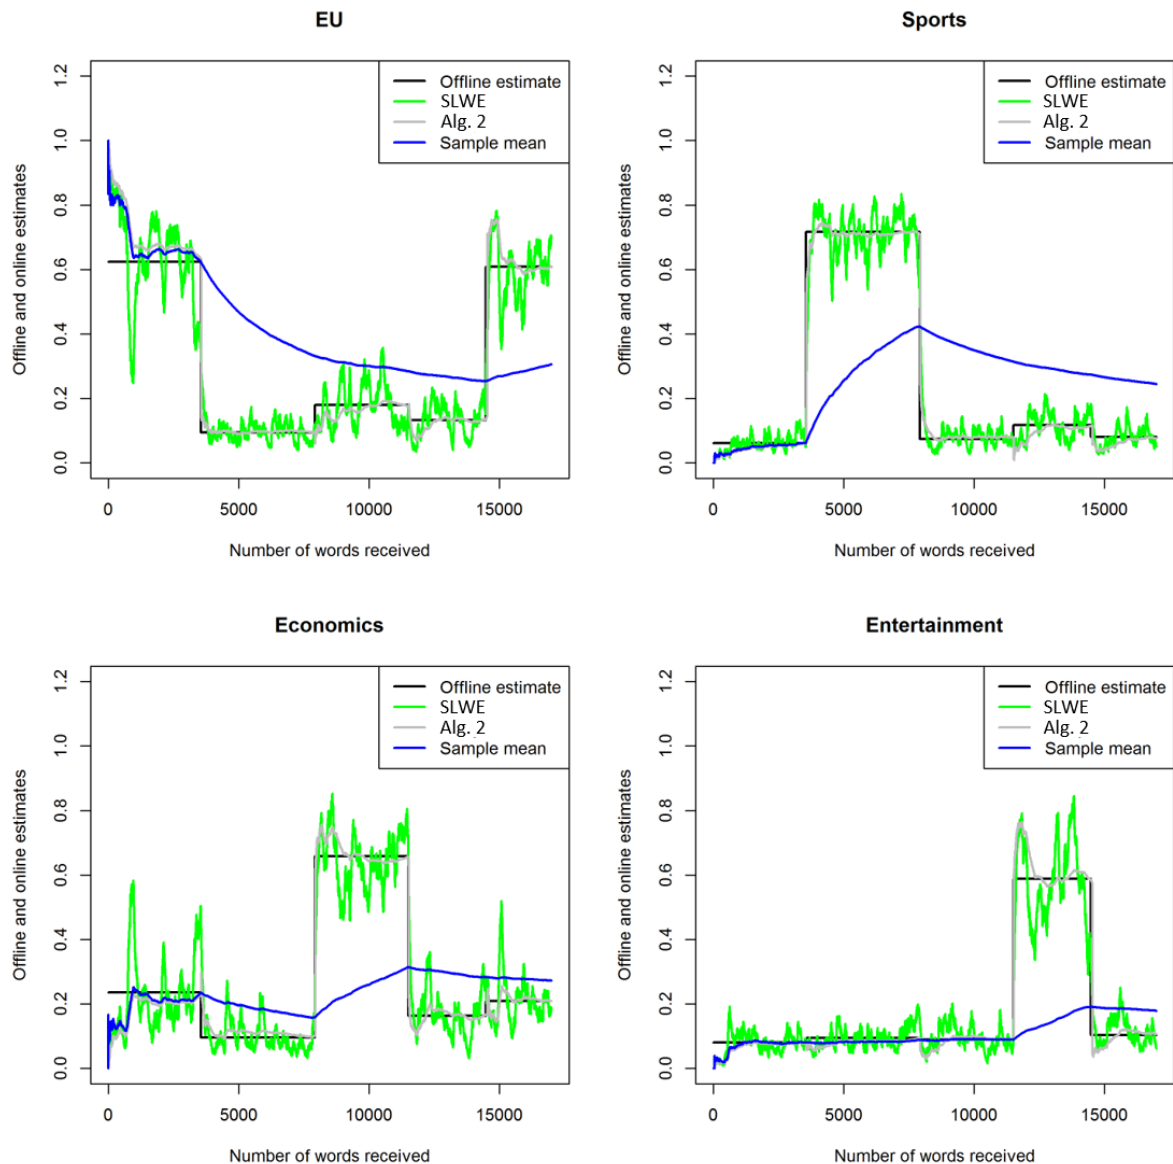 EU
Offline and online estimates
1.2
1.0
0.8
0.6
0.4
0.2
0.0
Offline estimate
SLWE
Alg. 2
Sample mean
0 5000 10000 15000
Number of words received
Sports
Offline and online estimates
1.2
1.0
0.8
0.6
0.4
0.2
0.0
Offline estimate
SLWE
Alg. 2
Sample mean
0 5000 10000 15000
Number of words received
Economics
Offline and online estimates
1.2
1.0
0.8
0.6
0.4
0.2
0.0
Offline estimate
SLWE
Alg. 2
Sample mean
0 5000 10000 15000
Number of words received
Entertainment
Offline and online estimates
1.2
1.0
0.8
0.6
0.4
0.2
0.0
Offline estimate
SLWE
Alg. 2
Sample mean
0 5000 10000 15000
Number of words received